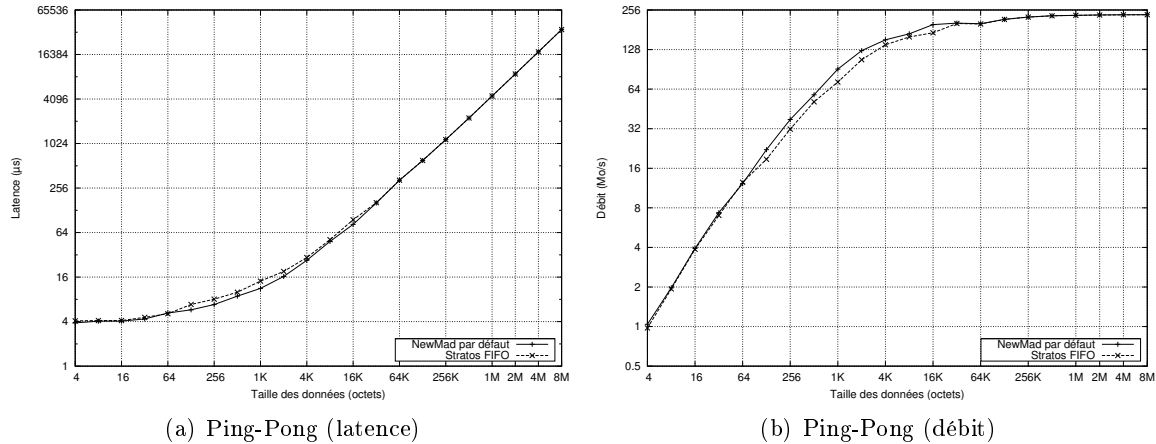 65536
16384
4096
1024
256
64
16
4
1
Latence (µs)
NewMad par défaut
Stratos FIFO
4 16 64 256 1K 4K 16K 64K 256K 1M 2M 4M 8M
Taille des données (octets)
(a) Ping-Pong (latence)
256
128
64
32
16
8
4
2
1
0.5
Débit (Mo/s)
NewMad par défaut
Stratos FIFO
4 16 64 256 1K 4K 16K 64K 256K 1M 2M 4M 8M
Taille des données (octets)
(b) Ping-Pong (débit)